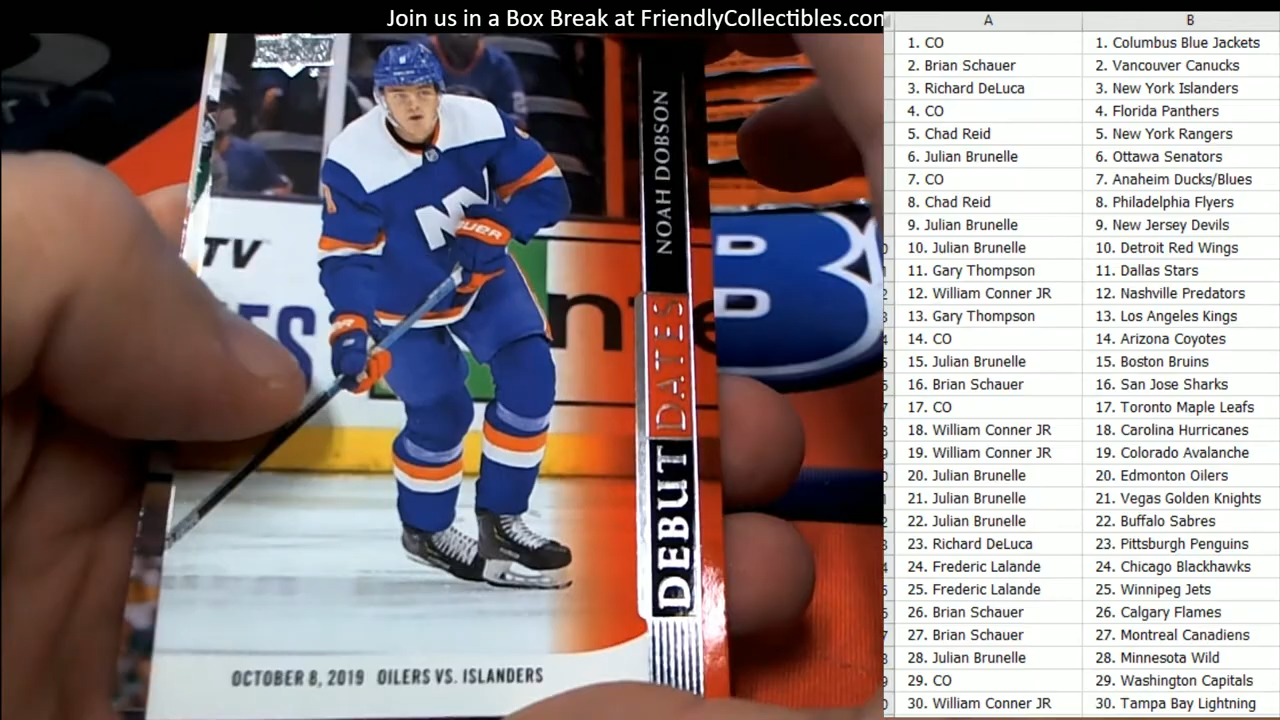 Join us in a Box Break at FriendlyCollectibles.com
A B
1. CO 1. Columbus Blue Jackets
2. Brian Schauer 2. Vancouver Canucks
3. Richard DeLuca 3. New York Islanders
4. CO 4. Florida Panthers
5. Chad Reid 5. New York Rangers
6. Julian Brunelle 6. Ottawa Senators
7. CO 7. Anaheim Ducks/Blues
8. Chad Reid 8. Philadelphia Flyers
9. Julian Brunelle 9. New Jersey Devils
10. Julian Brunelle 10. Detroit Red Wings
11. Gary Thompson 11. Dallas Stars
12. William Conner JR 12. Nashville Predators
13. Gary Thompson 13. Los Angeles Kings
14. CO 14. Arizona Coyotes
15. Julian Brunelle 15. Boston Bruins
16. Brian Schauer 16. San Jose Sharks
17. CO 17. Toronto Maple Leafs
18. William Conner JR 18. Carolina Hurricanes
19. William Conner JR 19. Colorado Avalanche
20. Julian Brunelle 20. Edmonton Oilers
21. Julian Brunelle 21. Vegas Golden Knights
22. Julian Brunelle 22. Buffalo Sabres
23. Richard DeLuca 23. Pittsburgh Penguins
24. Frederic Lalande 24. Chicago Blackhawks
25. Frederic Lalande 25. Winnipeg Jets
26. Brian Schauer 26. Calgary Flames
27. Brian Schauer 27. Montreal Canadiens
28. Julian Brunelle 28. Minnesota Wild
29. CO 29. Washington Capitals
30. William Conner JR 30. Tampa Bay Lightning
NOAH DOBSON
DEBUT DATES
TV
BAUER
OCTOBER 8, 2019 OILERS VS. ISLANDERS